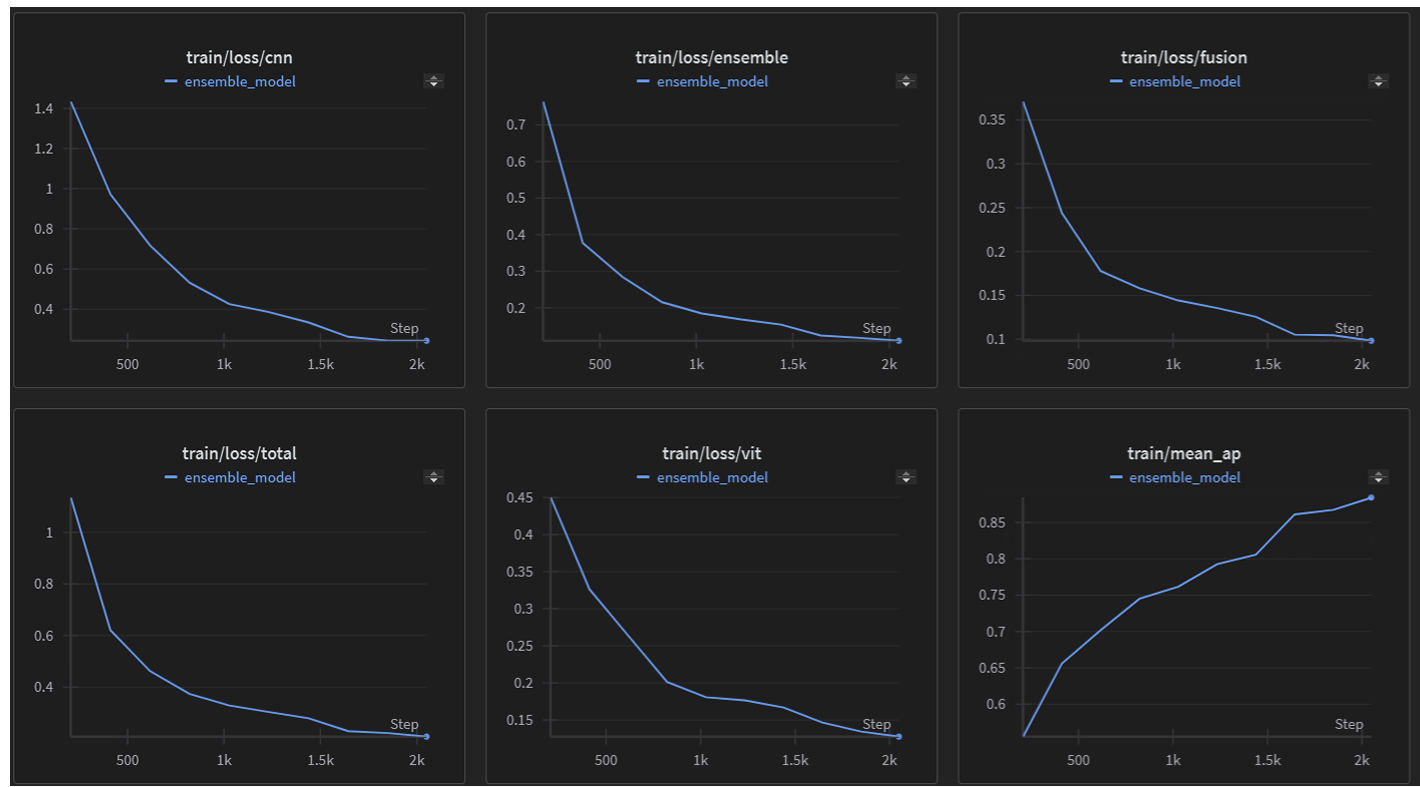 train/loss/cnn
ensemble_model
1.4
1.2
1
0.8
0.6
0.4
Step
500
1k
1.5k
2k
train/loss/ensemble
ensemble_model
0.7
0.6
0.5
0.4
0.3
0.2
Step
500
1k
1.5k
2k
train/loss/fusion
ensemble_model
0.35
0.3
0.25
0.2
0.15
0.1
Step
500
1k
1.5k
2k
train/loss/total
ensemble_model
1
0.8
0.6
0.4
Step
500
1k
1.5k
2k
train/loss/vit
ensemble_model
0.45
0.4
0.35
0.3
0.25
0.2
0.15
Step
500
1k
1.5k
2k
train/mean_ap
ensemble_model
0.85
0.8
0.75
0.7
0.65
0.6
Step
500
1k
1.5k
2k